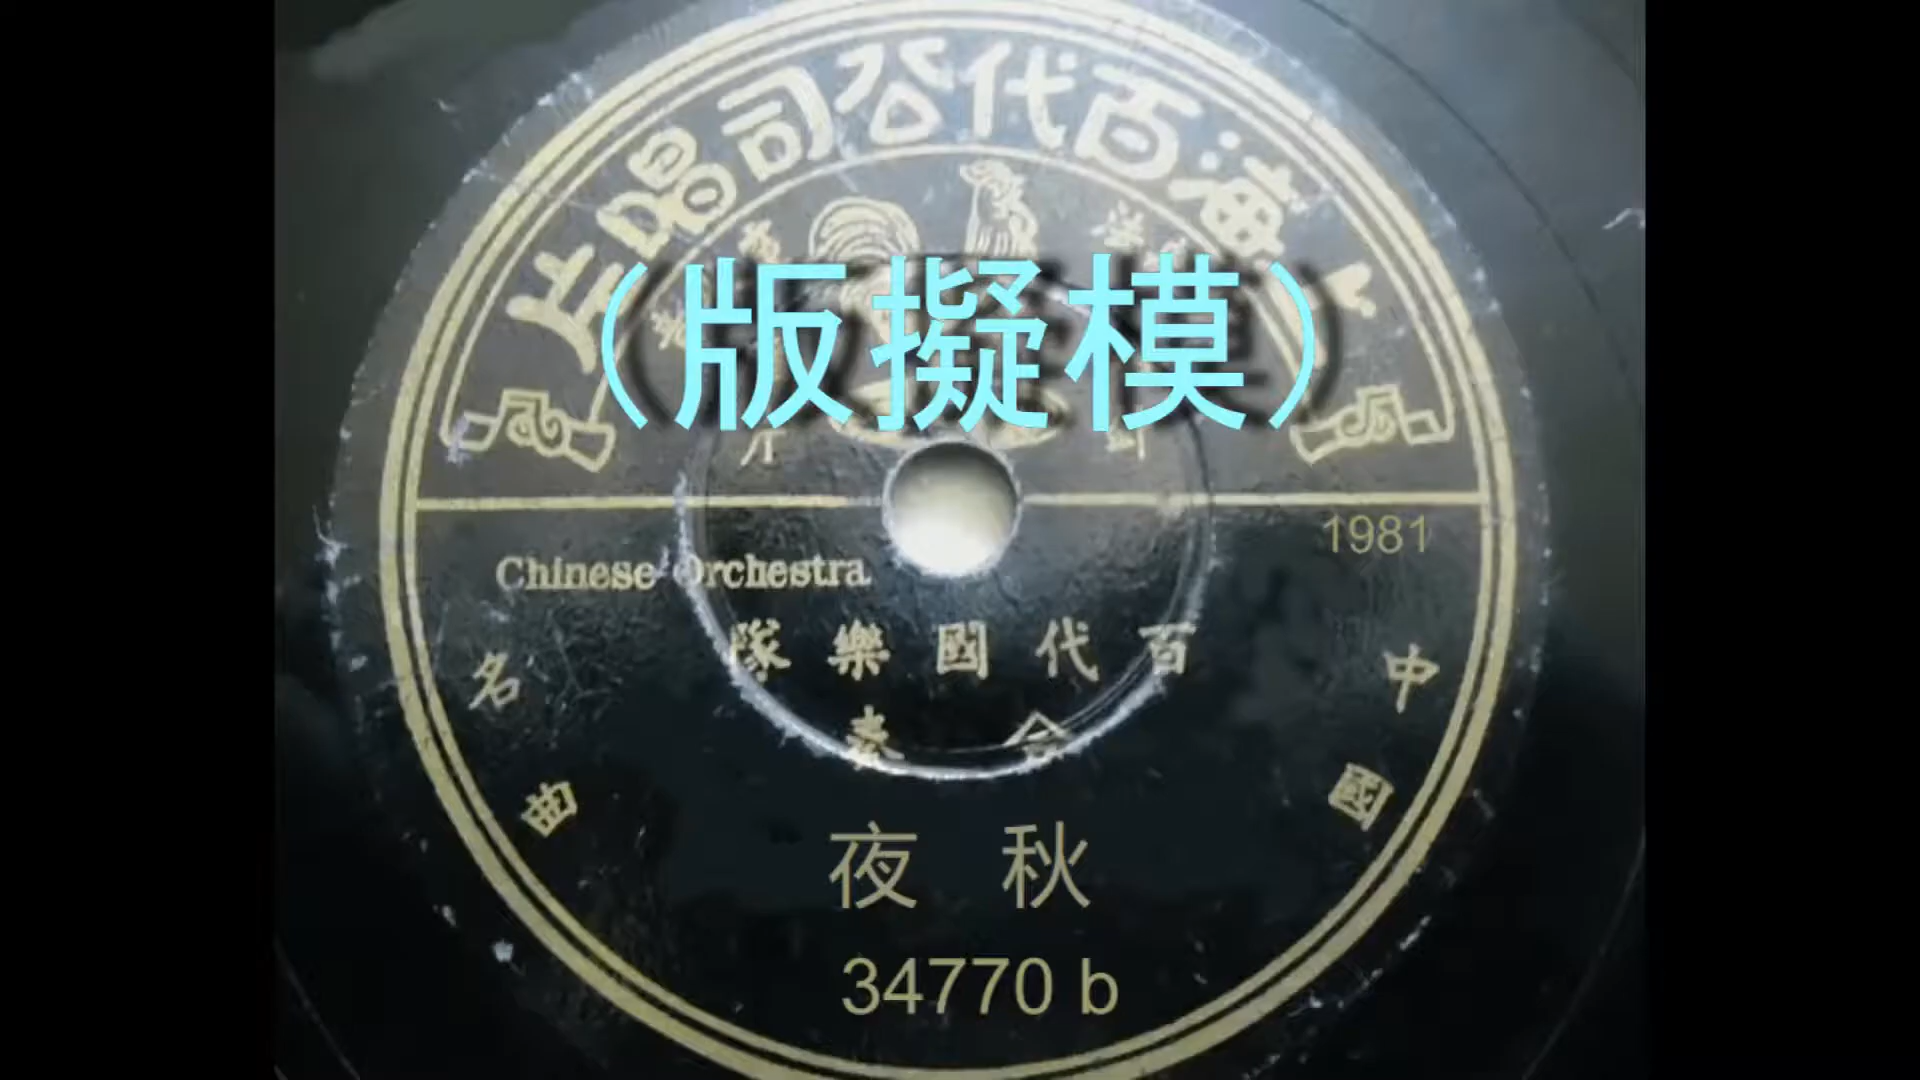 上海百代公司唱片
（模擬版）
1981
Chinese Orchestra
百代國樂隊
合奏
中國
名曲
秋夜
34770 b